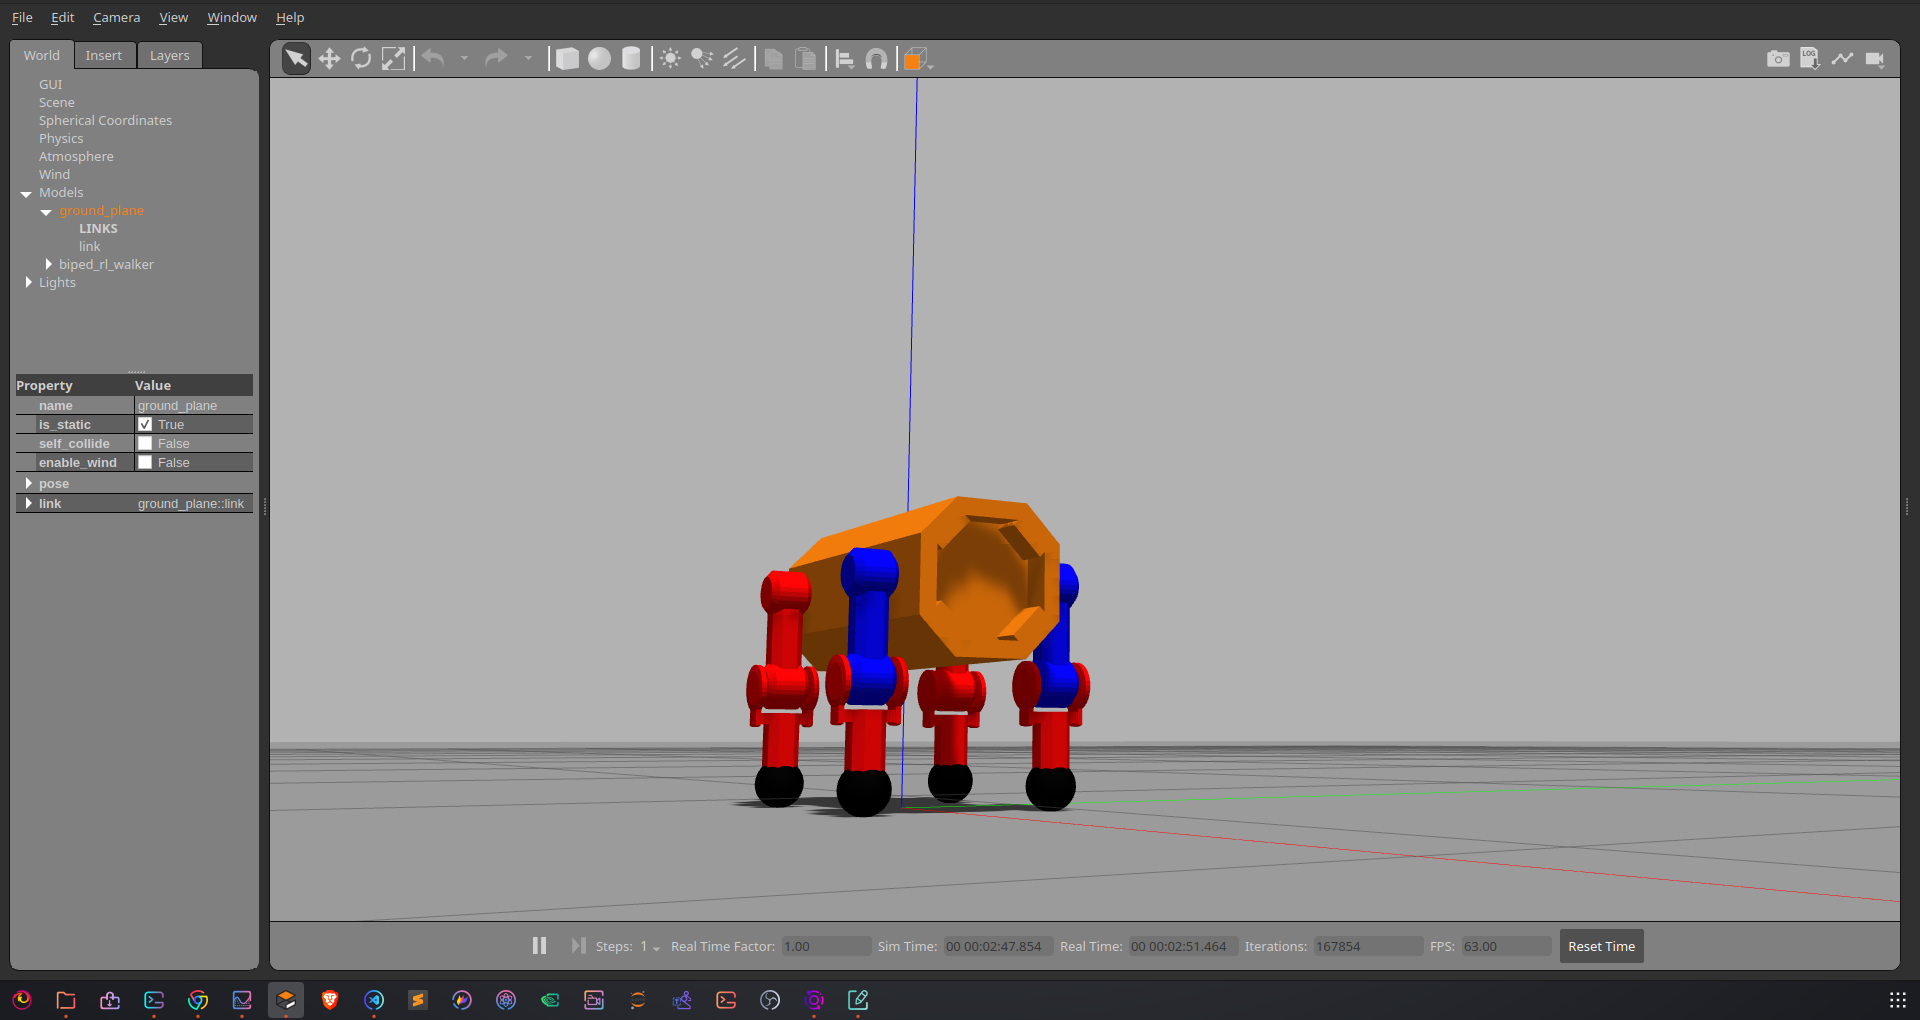 File Edit Camera View Window Help
World Insert Layers
LOG
GUI
Scene
Spherical Coordinates
Physics
Atmosphere
Wind
Models
ground_plane
LINKS
link
biped_rl_walker
Lights
Property Value
name ground_plane
is_static True
self_collide False
enable_wind False
pose
link ground_plane::link
Steps: 1 Real Time Factor: 1.00 Sim Time: 00 00:02:47.854 Real Time: 00 00:02:51.464 Iterations: 167854 FPS: 63.00 Reset Time